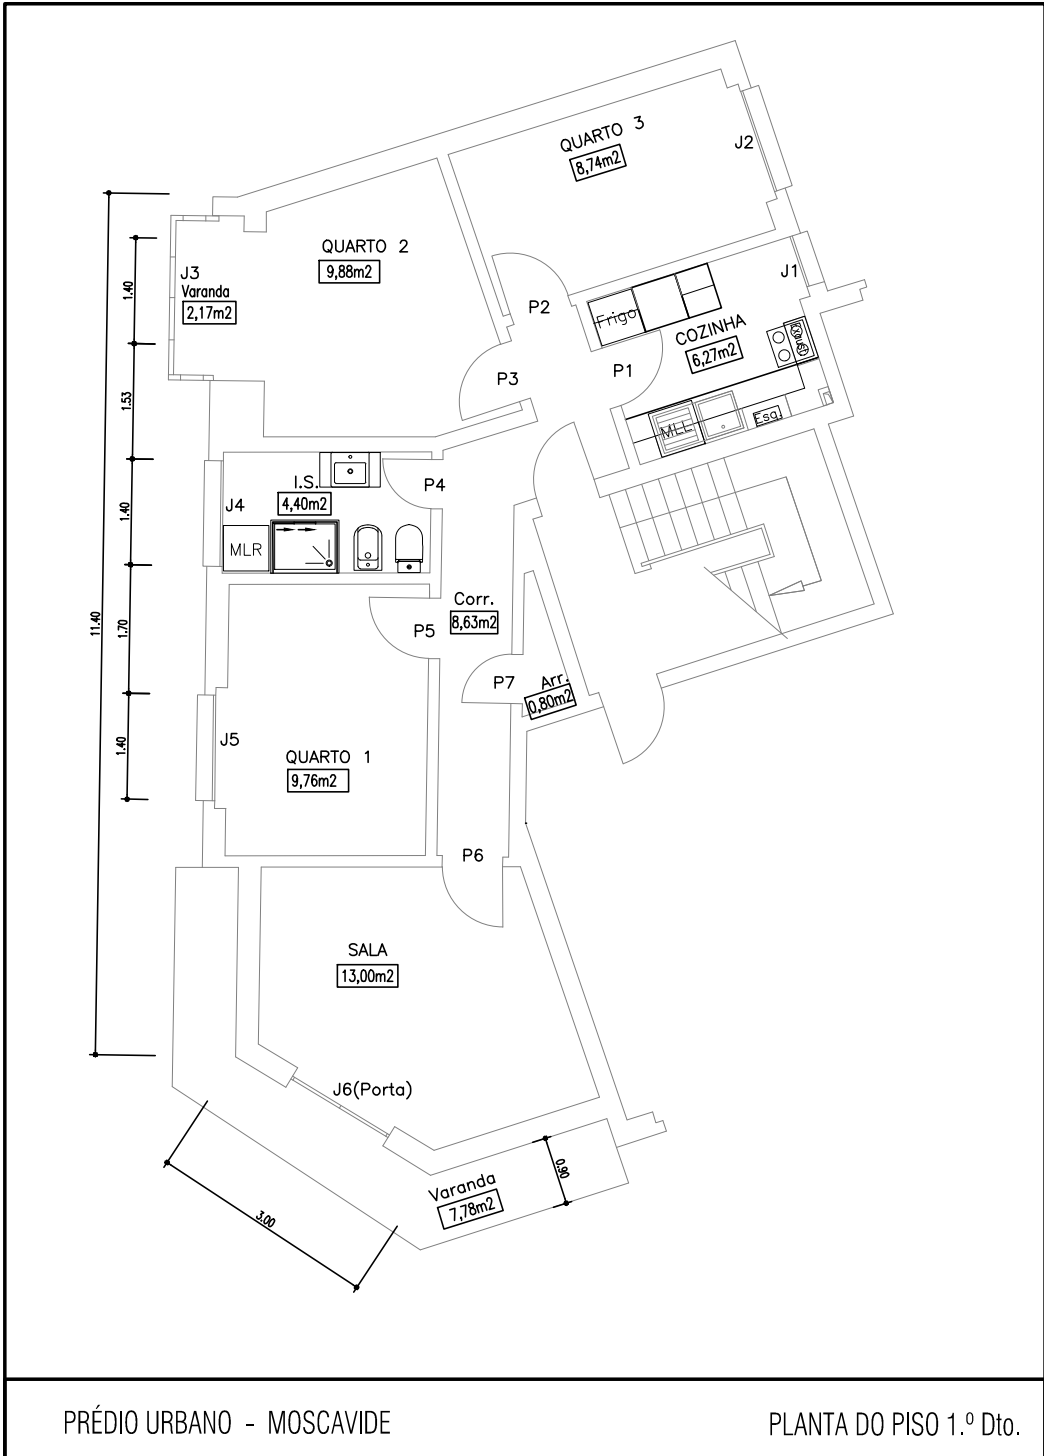 QUARTO 3
8,74m2
J2
QUARTO 2
9,88m2
J3
Varanda
2,17m2
J1
P2
Frigo.
COZINHA
6,27m2
P1
P3
MLL
Esq.
1.40
1.53
1.40
1.70
1.40
11.40
I.S.
4,40m2
P4
J4
MLR
Corr.
8,63m2
P5
P7
Arr.
0,80m2
J5
QUARTO 1
9,76m2
P6
SALA
13,00m2
J6(Porta)
Varanda
7,78m2
0.90
3.00
PRÉDIO URBANO - MOSCAVIDE
PLANTA DO PISO 1.º Dto.